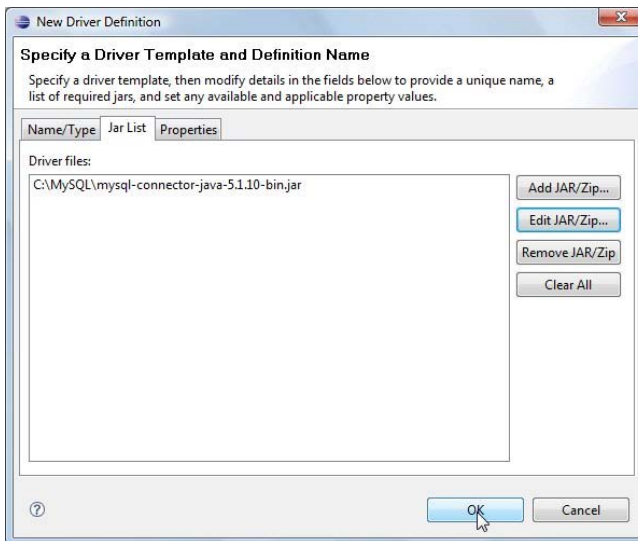 New Driver Definition
Specify a Driver Template and Definition Name
Specify a driver template, then modify details in the fields below to provide a unique name, a
list of required jars, and set any available and applicable property values.
Name/Type Jar List Properties
Driver files:
C:\MySQL\mysql-connector-java-5.1.10-bin.jar
Add JAR/Zip...
Edit JAR/Zip...
Remove JAR/Zip
Clear All
OK Cancel